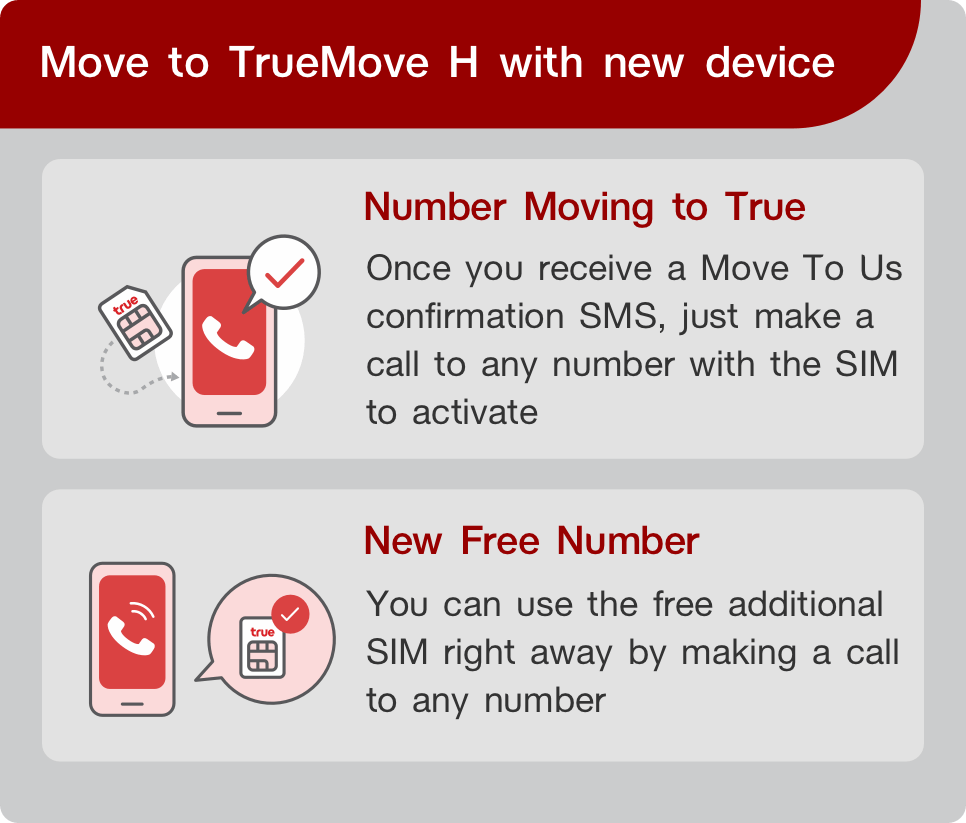 Move to TrueMove H with new device
Number Moving to True
Once you receive a Move To Us
confirmation SMS, just make a
call to any number with the SIM
to activate
true
New Free Number
You can use the free additional
SIM right away by making a call
to any number
true